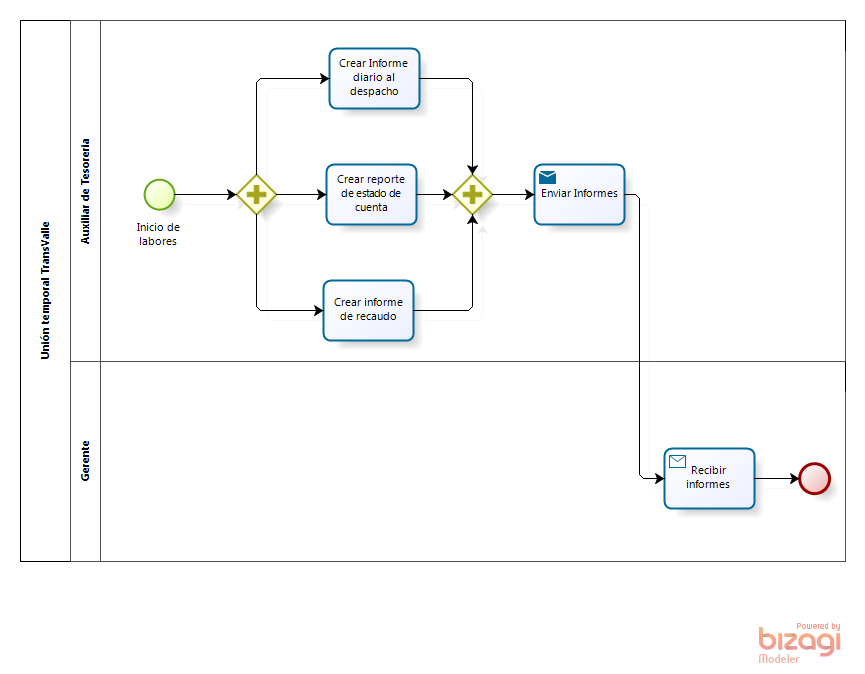 Unión temporal TransValle
Auxiliar de Tesoreria
Inicio de
labores
Crear Informe
diario al
despacho
Crear reporte
de estado de
cuenta
Crear informe
de recaudo
Enviar Informes
Gerente
Recibir
informes
Powered by
bizagi
Modeler